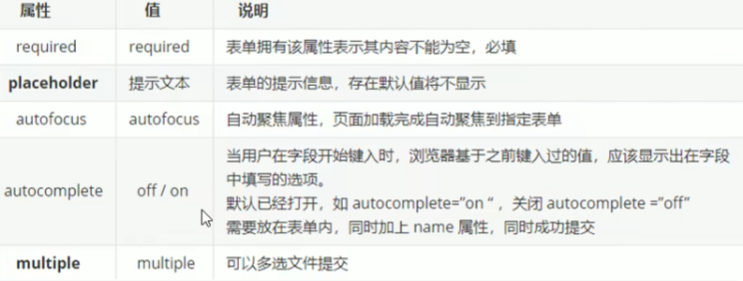 属性 值 说明
required required 表单拥有该属性表示其内容不能为空，必填
placeholder 提示文本 表单的提示信息，存在默认值将不显示
autofocus autofocus 自动聚焦属性，页面加载完成自动聚焦到指定表单
autocomplete off / on 当用户在字段开始键入时，浏览器基于之前键入过的值，应该显示出在字段
中填写的选项。
默认已经打开，如 autocomplete="on “ ，关闭 autocomplete ="off”
需要放在表单内，同时加上 name 属性，同时成功提交
multiple multiple 可以多选文件提交